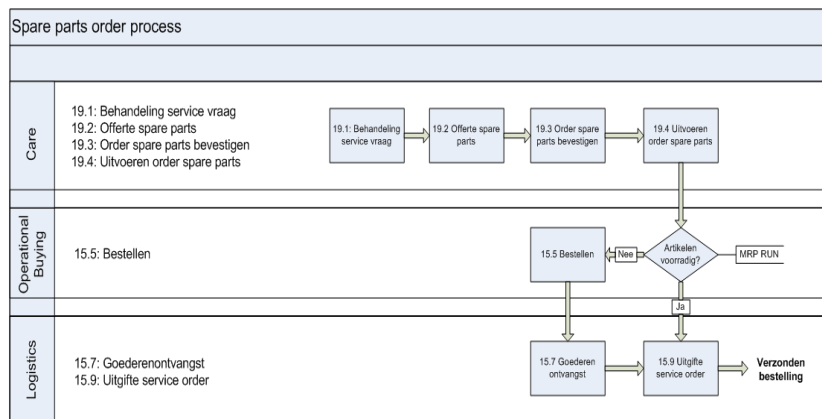 Spare parts order process
Care
19.1: Behandeling service vraag
19.2: Offerte spare parts
19.3: Order spare parts bevestigen
19.4: Uitvoeren order spare parts
19.1: Behandeling
service vraag
19.2 Offerte spare
parts
19.3 Order spare
parts bevestigen
19.4 Uitvoeren
order spare parts
Operational
Buying
15.5: Bestellen
15.5 Bestellen
Nee
Artikelen
voorradig?
MRP RUN
Ja
Logistics
15.7: Goederenontvangst
15.9: Uitgifte service order
15.7 Goederen
ontvangst
15.9 Uitgifte
service order
Verzonden
bestelling